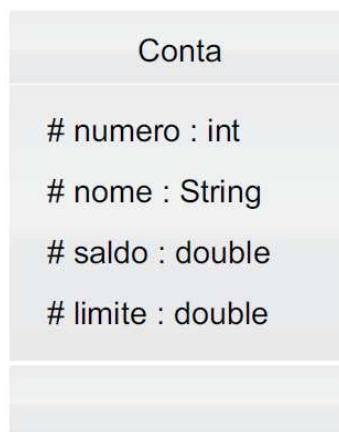 Conta
# numero : int
# nome : String
# saldo : double
# limite : double